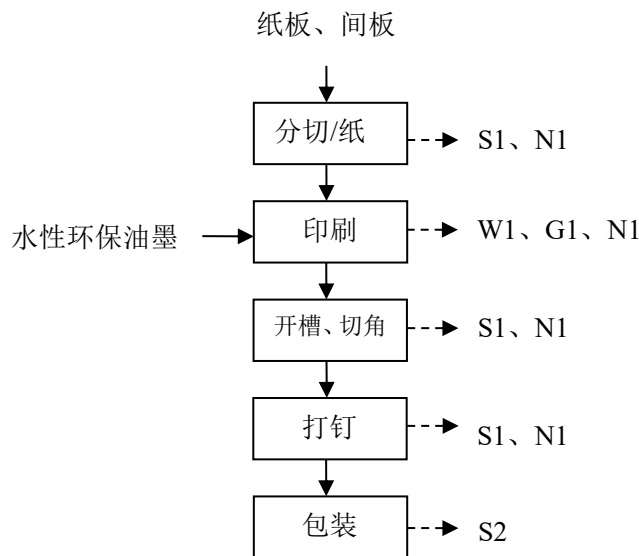 纸板、间板
分切/纸
S1、N1
水性环保油墨
印刷
W1、G1、N1
开槽、切角
S1、N1
打钉
S1、N1
包装
S2